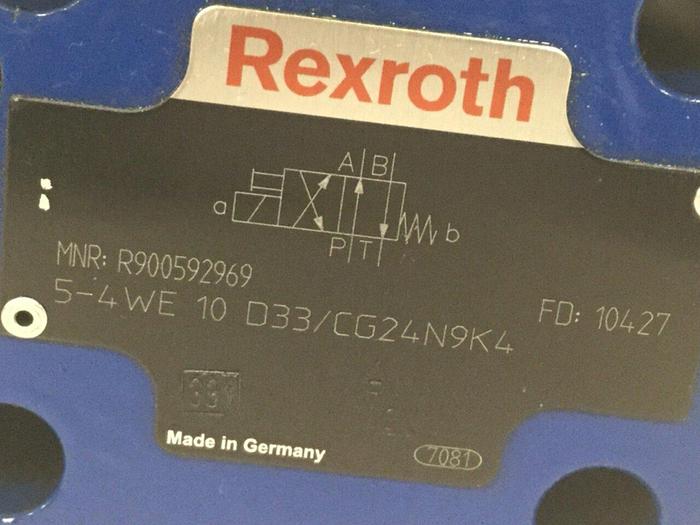 Rexroth
A B
a
b
P T
MNR: R900592969
5-4WE 10 D33/CG24N9K4
FD: 10427
Made in Germany
7081